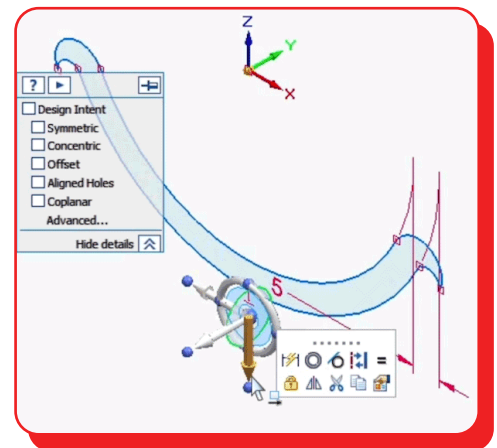 Z
Y
X
?
Design Intent
Symmetric
Concentric
Offset
Aligned Holes
Coplanar
Advanced...
Hide details
5
=